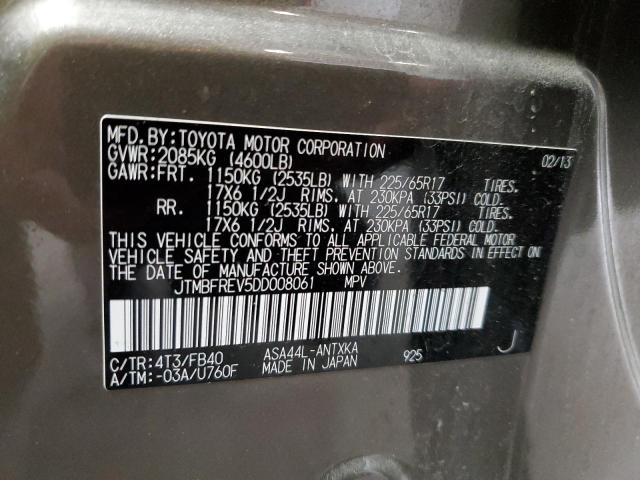 MFD.BY:TOYOTA MOTOR CORPORATION 02/13
GVWR:2085KG (4600LB)
GAWR:FRT. 1150KG (2535LB) WITH 225/65R17 TIRES.
17X6 1/2J RIMS. AT 230KPA (33PSI) COLD.
RR. 1150KG (2535LB) WITH 225/65R17 TIRES.
17X6 1/2J RIMS. AT 230KPA (33PSI) COLD.
THIS VEHICLE CONFORMS TO ALL APPLICABLE FEDERAL MOTOR
VEHICLE SAFETY AND THEFT PREVENTION STANDARDS IN EFFECT ON
THE DATE OF MANUFACTURE SHOWN ABOVE.
JTMBFREV5DD008061 MPV
C/TR:4T3/FB40 ASA44L-ANTXKA 925 J
A/TM:-03A/U760F MADE IN JAPAN